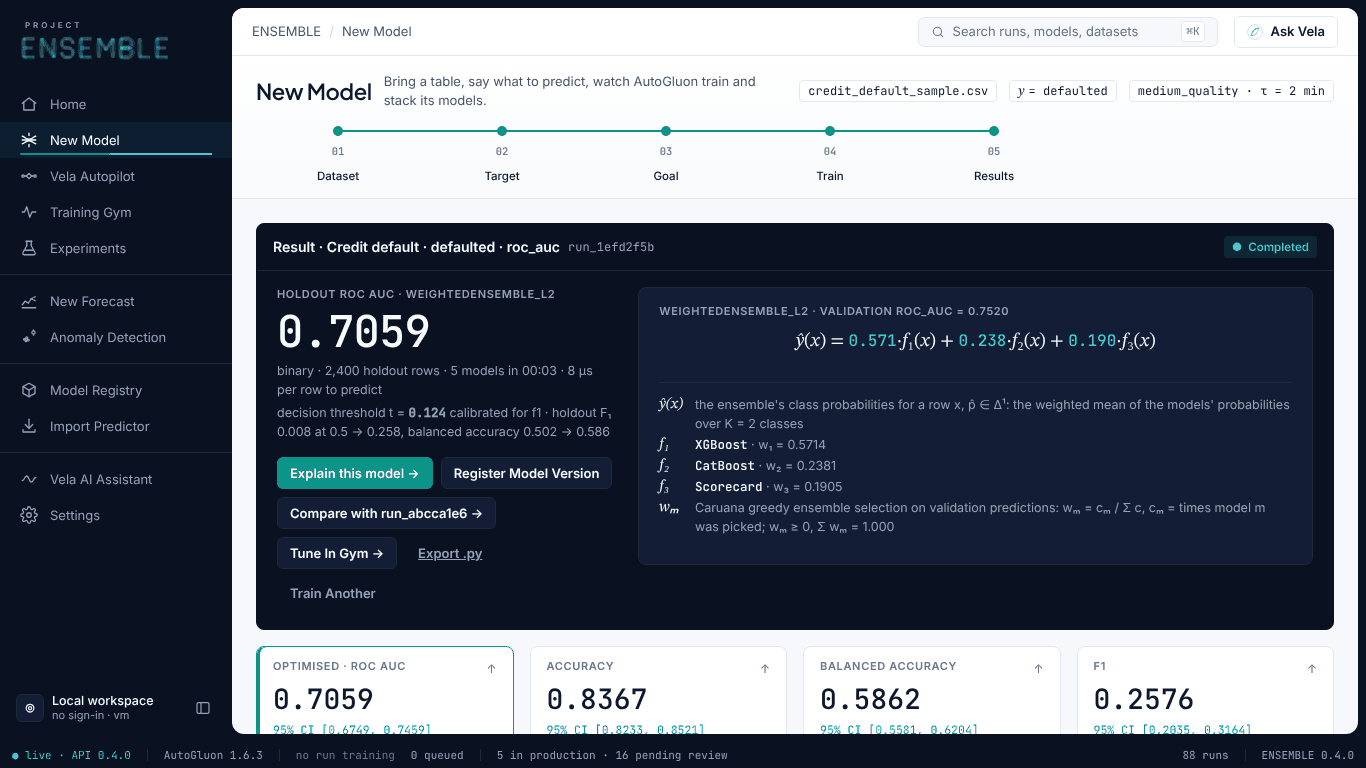 PROJECT
ENSEMBLE
Home
New Model
Vela Autopilot
Training Gym
Experiments
New Forecast
Anomaly Detection
Model Registry
Import Predictor
Vela AI Assistant
Settings
Local workspace
no sign-in · vm
ENSEMBLE / New Model
Search runs, models, datasets ⌘K
Ask Vela
New Model
Bring a table, say what to predict, watch AutoGluon train and
stack its models.
credit_default_sample.csv
y = defaulted
medium_quality · τ = 2 min
01
02
03
04
05
Dataset
Target
Goal
Train
Results
Result · Credit default · defaulted · roc_auc run_1efd2f5b
Completed
HOLDOUT ROC AUC · WEIGHTEDENSEMBLE_L2
0.7059
binary · 2,400 holdout rows · 5 models in 00:03 · 8 µs
per row to predict
decision threshold t = 0.124 calibrated for f1 · holdout F₁
0.008 at 0.5 → 0.258, balanced accuracy 0.502 → 0.586
Explain this model →
Register Model Version
Compare with run_abcca1e6 →
Tune In Gym →
Export .py
Train Another
WEIGHTEDENSEMBLE_L2 · VALIDATION ROC_AUC = 0.7520
ŷ(x) = 0.571·f₁(x) + 0.238·f₂(x) + 0.190·f₃(x)
ŷ(x) the ensemble's class probabilities for a row x, p̂ ∈ Δ¹: the weighted mean of the models' probabilities
over K = 2 classes
f₁ XGBoost · w₁ = 0.5714
f₂ CatBoost · w₂ = 0.2381
f₃ Scorecard · w₃ = 0.1905
wₘ Caruana greedy ensemble selection on validation predictions: wₘ = cₘ / Σ c, cₘ = times model m
was picked; wₘ ≥ 0, Σ wₘ = 1.000
OPTIMISED · ROC AUC ↑
0.7059
95% CI [0.6749, 0.7459]
ACCURACY ↑
0.8367
95% CI [0.8233, 0.8521]
BALANCED ACCURACY ↑
0.5862
95% CI [0.5581, 0.6204]
F1 ↑
0.2576
95% CI [0.2035, 0.3164]
live · API 0.4.0
AutoGluon 1.6.3
no run training
0 queued
5 in production · 16 pending review
88 runs
ENSEMBLE 0.4.0